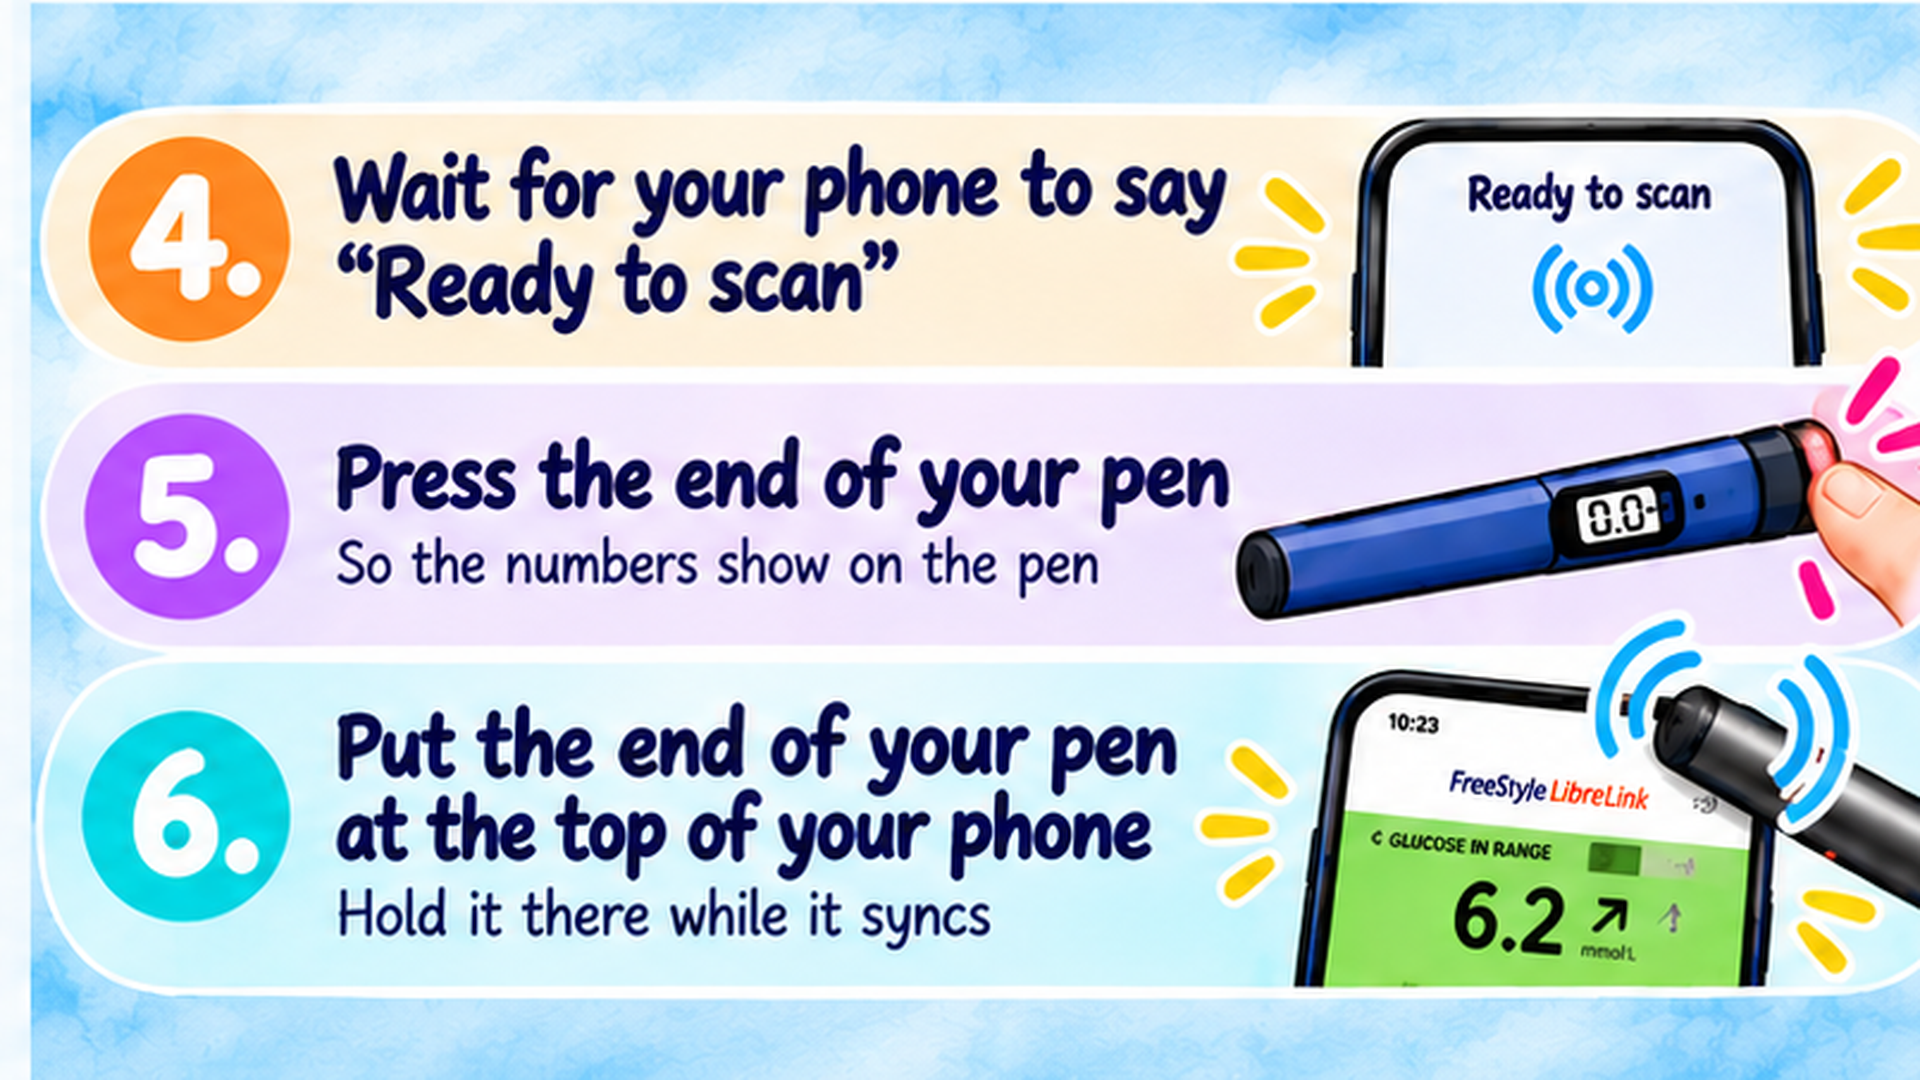 4.
Wait for your phone to say
“Ready to scan”
Ready to scan
5.
Press the end of your pen
So the numbers show on the pen
0.0
6.
Put the end of your pen
at the top of your phone
Hold it there while it syncs
10:23
FreeStyle LibreLink
GLUCOSE IN RANGE
6.2